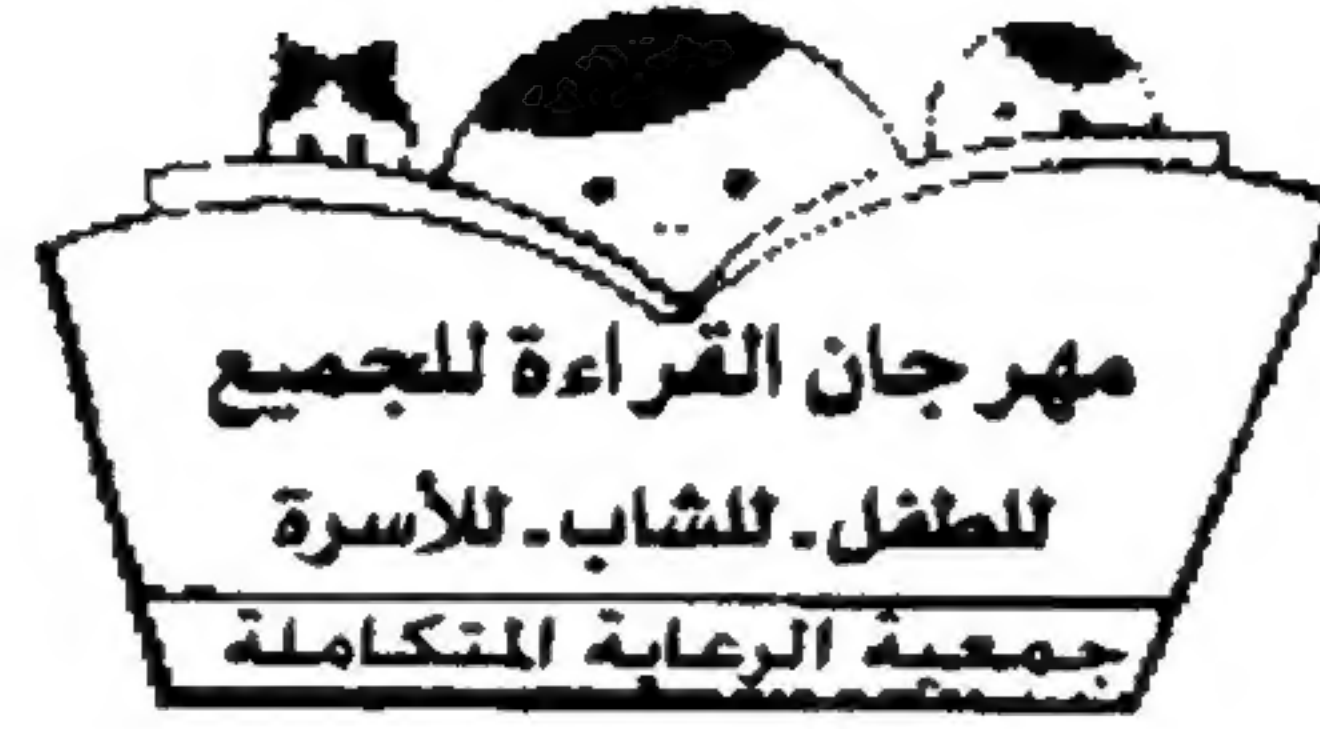 مهرجان القراءة للجميع
للطفل - للشاب - للأسرة
جمعية الرعاية المتكاملة